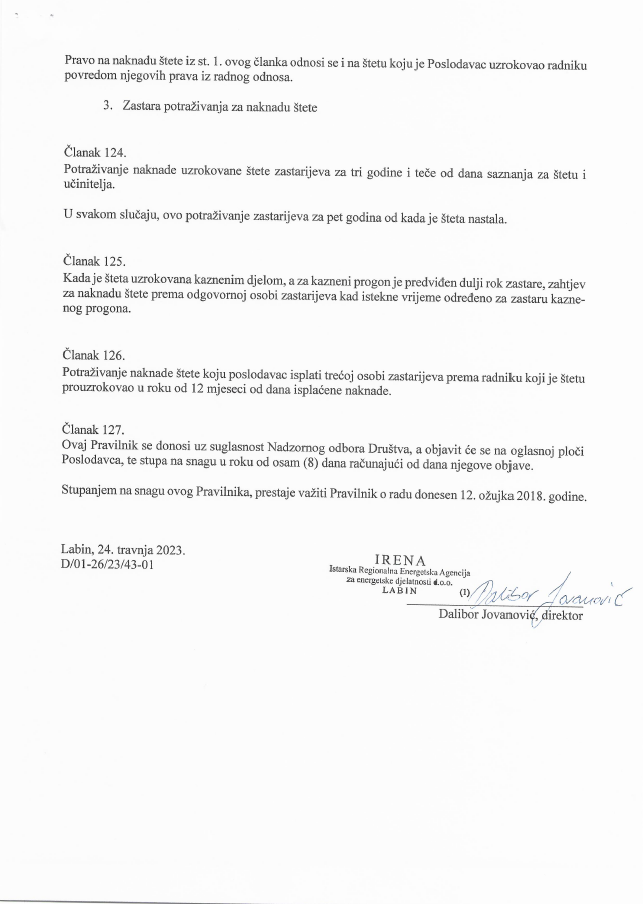 Pravo na naknadu štete iz st. 1. ovog članka odnosi se i na štetu koju je Poslodavac uzrokovao radniku
povredom njegovih prava iz radnog odnosa.
3. Zastara potraživanja za naknadu štete
Članak 124.
Potraživanje naknade uzrokovane štete zastarijeva za tri godine i teče od dana saznanja za štetu i
učinitelja.
U svakom slučaju, ovo potraživanje zastarijeva za pet godina od kada je šteta nastala.
Članak 125.
Kada je šteta uzrokovana kaznenim djelom, a za kazneni progon je predviđen dulji rok zastare, zahtjev
za naknadu štete prema odgovornoj osobi zastarijeva kad istekne vrijeme određeno za zastaru kazne-
nog progona.
Članak 126.
Potraživanje naknade štete koju poslodavac isplati trećoj osobi zastarijeva prema radniku koji je štetu
prouzrokovao u roku od 12 mjeseci od dana isplaćene naknade.
Članak 127.
Ovaj Pravilnik se donosi uz suglasnost Nadzornog odbora Društva, a objavit će se na oglasnoj ploči
Poslodavca, te stupa na snagu u roku od osam (8) dana računajući od dana njegove objave.
Stupanjem na snagu ovog Pravilnika, prestaje važiti Pravilnik o radu donesen 12. ožujka 2018. godine.
Labin, 24. travnja 2023.
D/01-26/23/43-01
IRENA
Istarska Regionalna Energetska Agencija
za energetske djelatnosti d.o.o.
LABIN (1)
Dalibor Jovanović
Dalibor Jovanović, direktor